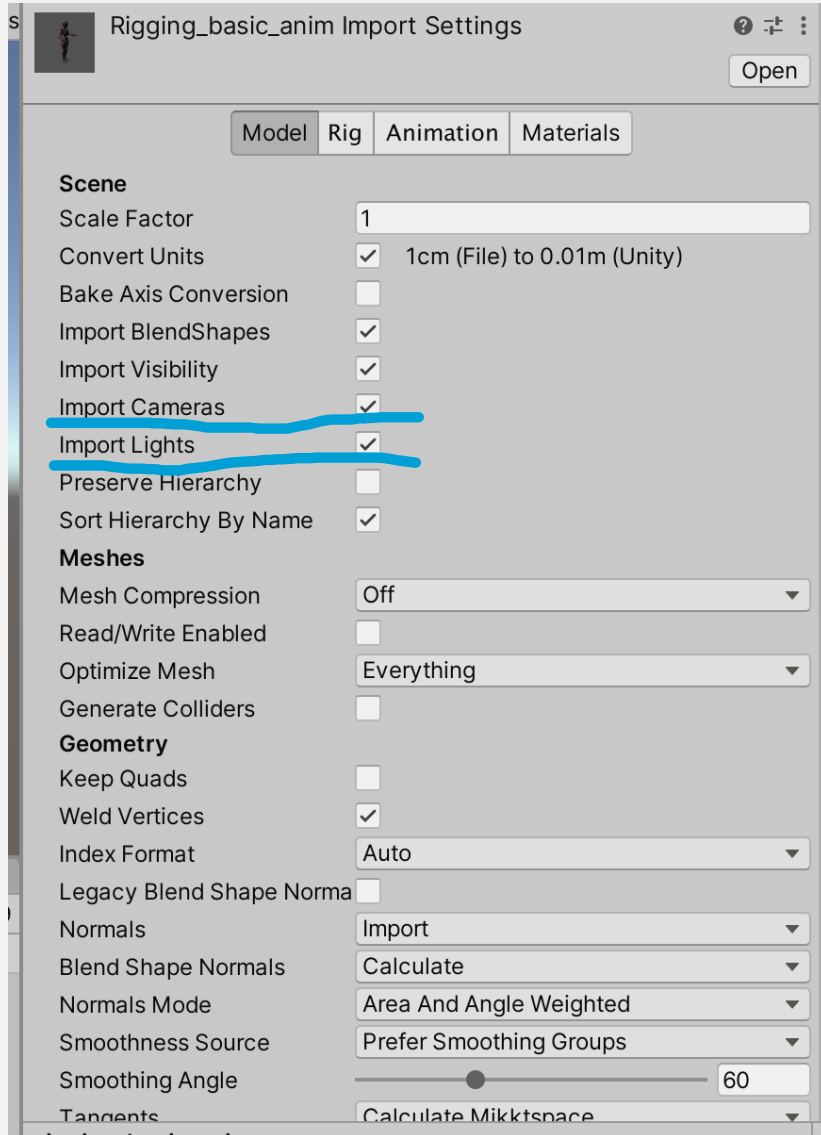 Rigging_basic_anim Import Settings
Open
Model Rig Animation Materials
Scene
Scale Factor 1
Convert Units 1cm (File) to 0.01m (Unity)
Bake Axis Conversion
Import BlendShapes
Import Visibility
Import Cameras
Import Lights
Preserve Hierarchy
Sort Hierarchy By Name
Meshes
Mesh Compression Off
Read/Write Enabled
Optimize Mesh Everything
Generate Colliders
Geometry
Keep Quads
Weld Vertices
Index Format Auto
Legacy Blend Shape Norma
Normals Import
Blend Shape Normals Calculate
Normals Mode Area And Angle Weighted
Smoothness Source Prefer Smoothing Groups
Smoothing Angle 60
Tangents Calculate Mikktspace